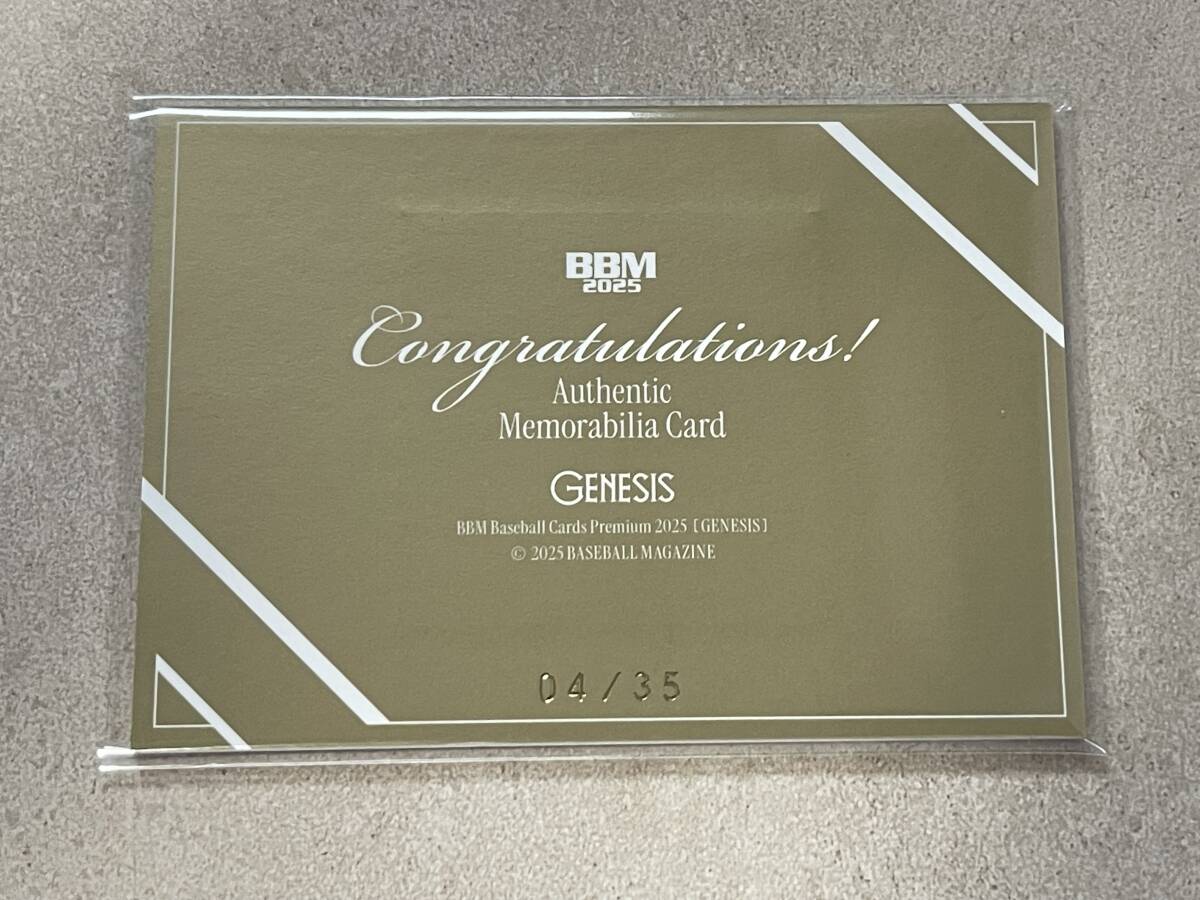 BBM
2025
Congratulations!
Authentic
Memorabilia Card
GENESIS
BBM Baseball Cards Premium 2025 [GENESIS]
© 2025 BASEBALL MAGAZINE
04/35